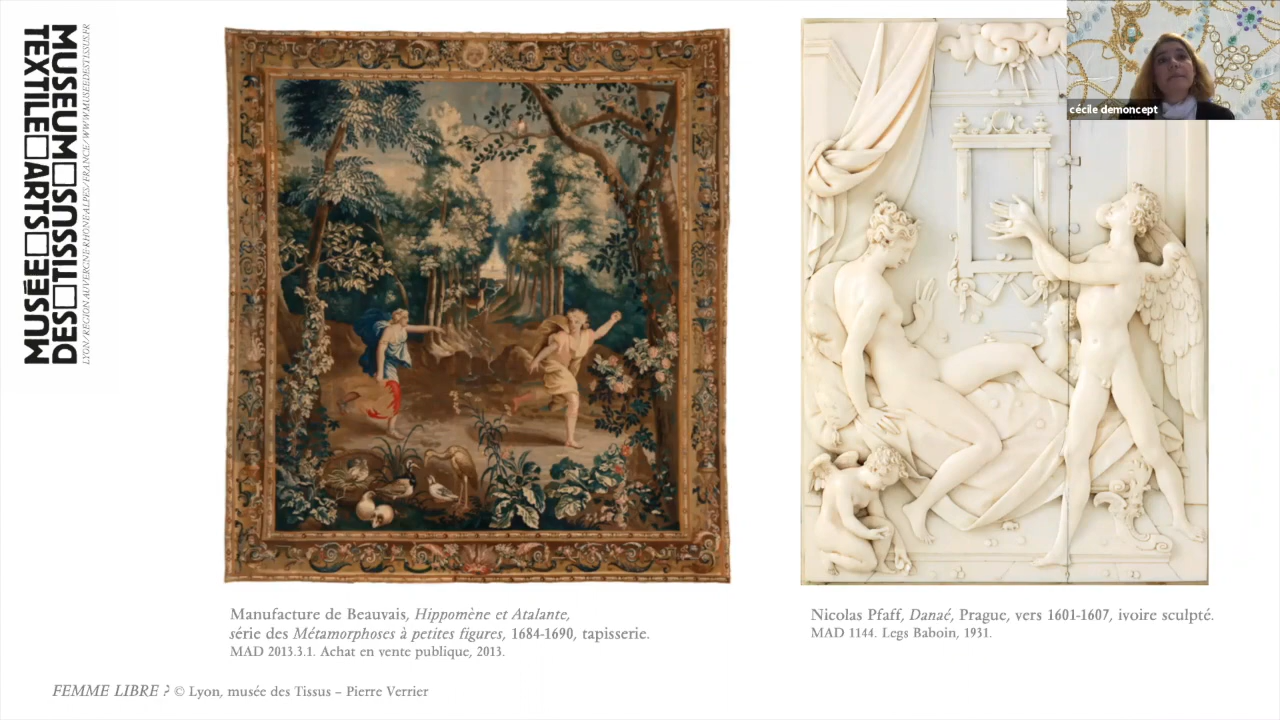 MUSEUM□DES□TISSUS□
TEXTILE□ARTS□MUSÉE
LYON/REGION AUVERGNE-RHÔNE-ALPES/FRANCE/WWW.MUSEEDESTISSUS.FR
cécile demoncept
Manufacture de Beauvais, Hippomène et Atalante,
série des Métamorphoses à petites figures, 1684-1690, tapisserie.
MAD 2013.3.1. Achat en vente publique, 2013.
Nicolas Pfaff, Danaé, Prague, vers 1601-1607, ivoire sculpté.
MAD 1144. Legs Baboin, 1931.
FEMME LIBRE ? © Lyon, musée des Tissus – Pierre Verrier